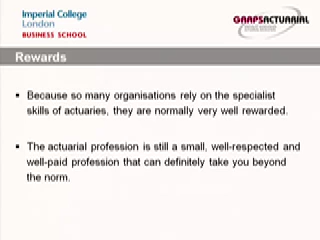 Imperial College
London
BUSINESS SCHOOL
GAAPSACTUARIAL
Rewards
• Because so many organisations rely on the specialist
skills of actuaries, they are normally very well rewarded.
• The actuarial profession is still a small, well-respected and
well-paid profession that can definitely take you beyond
the norm.